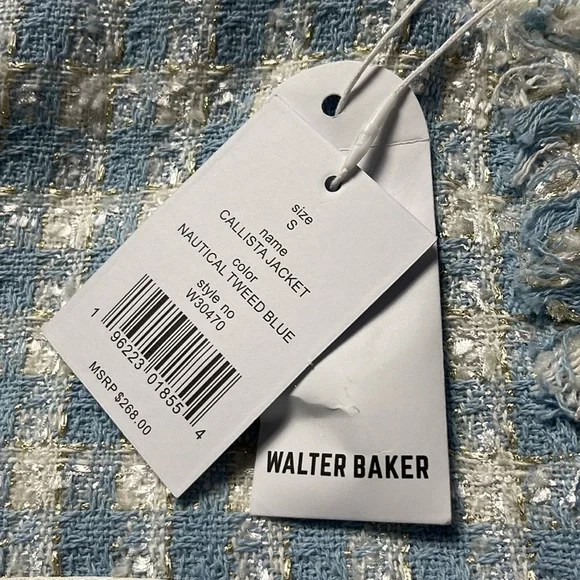 size
S
name
CALLISTA JACKET
color
NAUTICAL TWEED BLUE
style no
W30470
1 96223 01855 4
MSRP $268.00
WALTER BAKER